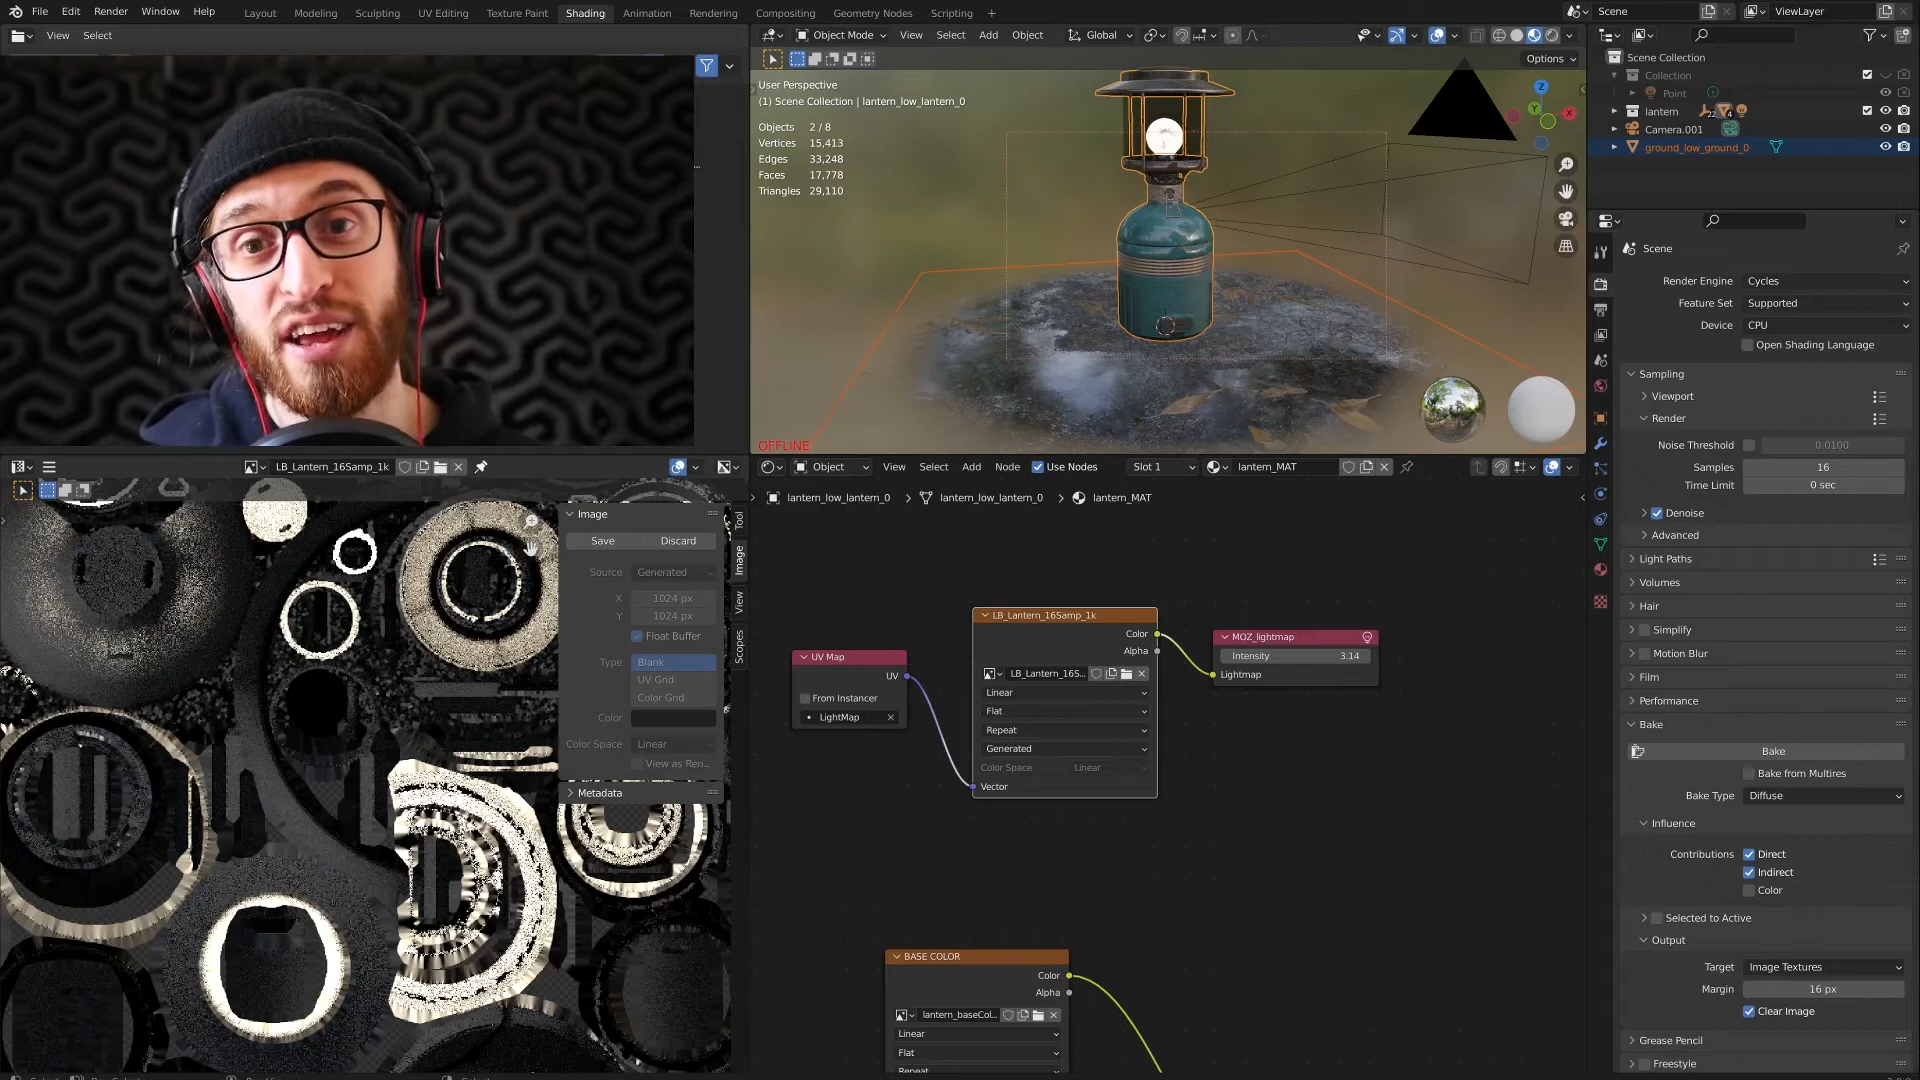 File Edit Render Window Help Layout Modeling Sculpting UV Editing Texture Paint Shading Animation Rendering Compositing Geometry Nodes Scripting + Scene ViewLayer
View Select
Object Mode View Select Add Object Global
Options
User Perspective
(1) Scene Collection | lantern_low_lantern_0
Objects 2 / 8
Vertices 15,413
Edges 33,248
Faces 17,778
Triangles 29,110
Z
Y
X
OFFLINE
Scene Collection
Collection
Point
lantern 22 4
Camera.001
ground_low_ground_0
Scene
Render Engine Cycles
Feature Set Supported
Device CPU
Open Shading Language
Sampling
Viewport
Render
Noise Threshold 0.0100
Samples 16
Time Limit 0 sec
Denoise
Advanced
Light Paths
Volumes
Hair
Simplify
Motion Blur
Film
Performance
Bake
Bake
Bake from Multires
Bake Type Diffuse
Influence
Contributions Direct
Indirect
Color
Selected to Active
Output
Target Image Textures
Margin 16 px
Clear Image
Grease Pencil
Freestyle
LB_Lantern_16Samp_1k
Image
Save Discard
Source Generated
X 1024 px
Y 1024 px
Float Buffer
Type Blank
UV Grid
Color Grid
Color
Color Space Linear
View as Ren...
Metadata
Tool
Image
View
Scopes
Object View Select Add Node Use Nodes Slot 1 lantern_MAT
lantern_low_lantern_0 > lantern_low_lantern_0 > lantern_MAT
UV Map
UV
From Instancer
LightMap
LB_Lantern_16Samp_1k
Color
Alpha
LB_Lantern_16S...
Linear
Flat
Repeat
Generated
Color Space Linear
Vector
MOZ_lightmap
Intensity 3.14
Lightmap
BASE COLOR
Color
Alpha
lantern_baseCol...
Linear
Flat
Repeat